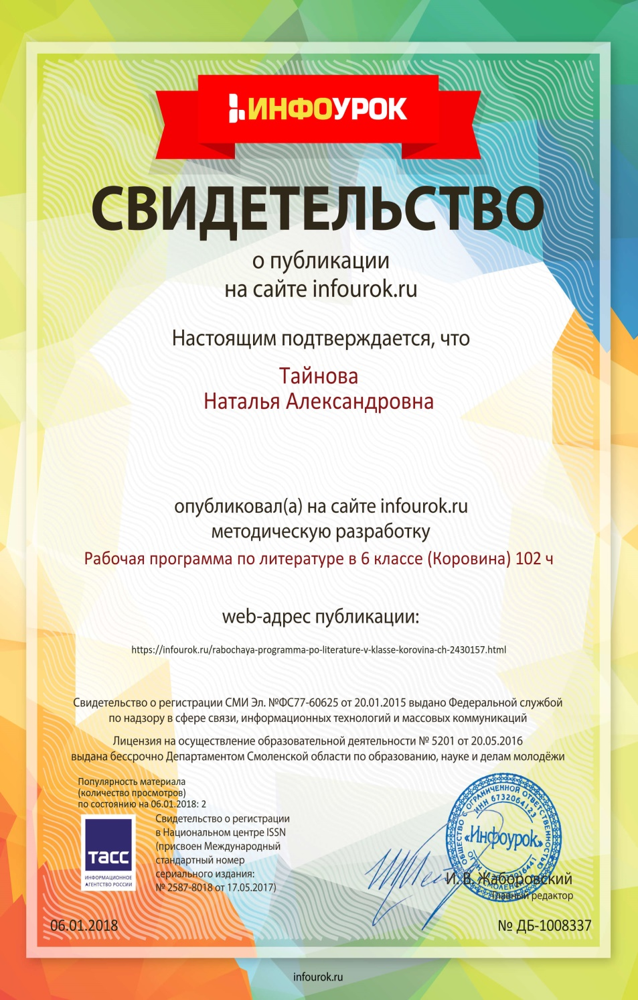 ИНФОУРОК
СВИДЕТЕЛЬСТВО
о публикации
на сайте infourok.ru
Настоящим подтверждается, что
Тайнова
Наталья Александровна
опубликовал(а) на сайте infourok.ru
методическую разработку
Рабочая программа по литературе в 6 классе (Коровина) 102 ч
web-адрес публикации:
https://infourok.ru/rabochaya-programma-po-literature-v-klasse-korovina-ch-2430157.html
Свидетельство о регистрации СМИ Эл. №ФС77-60625 от 20.01.2015 выдано Федеральной службой
по надзору в сфере связи, информационных технологий и массовых коммуникаций
Лицензия на осуществление образовательной деятельности № 5201 от 20.05.2016
выдана бессрочно Департаментом Смоленской области по образованию, науке и делам молодёжи
Популярность материала
(количество просмотров)
по состоянию на 06.01.2018: 2
ТАСС
ИНФОРМАЦИОННОЕ
АГЕНТСТВО РОССИИ
Свидетельство о регистрации
в Национальном центре ISSN
(присвоен Международный
стандартный номер
сериального издания:
№ 2587-8018 от 17.05.2017)
ОБЩЕСТВО С ОГРАНИ�ченной ОТВЕТСТВЕННОСТЬЮ
ИНН 6732064123
«Инфоурок»
ОГРН
СМОЛЕНСК
И. В. Жаборовский
Главный редактор
06.01.2018
№ ДБ-1008337
infourok.ru